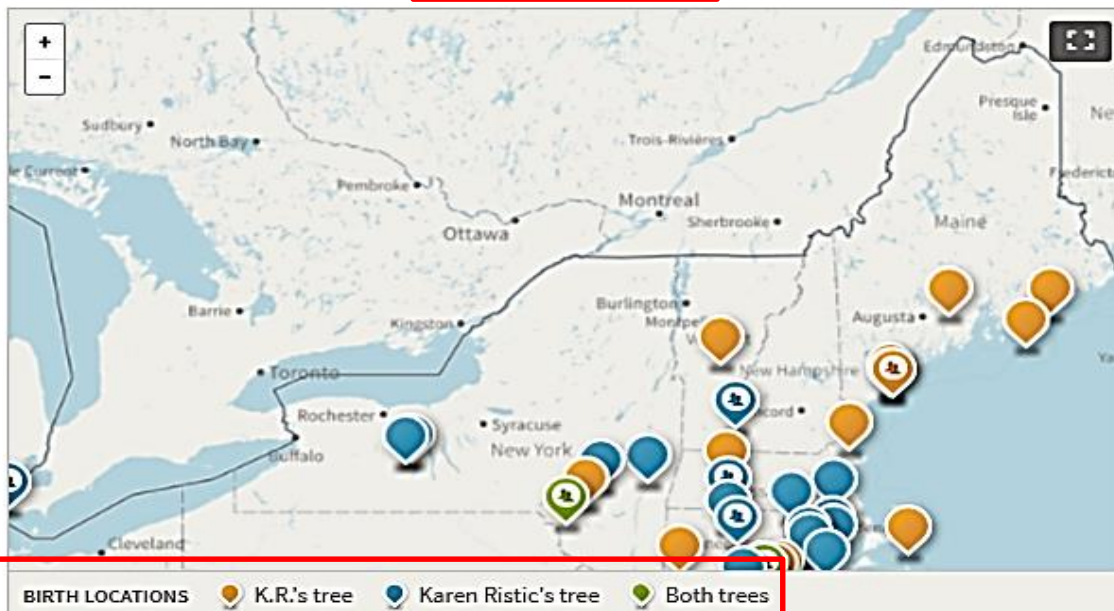 +
−
Edmundston
Presque Isle
Sudbury
North Bay
Trois-Rivières
Pembroke
Montreal
Sherbrooke
Ottawa
Maine
Barrie
Kingston
Burlington
Augusta
Toronto
New Hampshire
Rochester
Syracuse
New York
Buffalo
Cleveland
BIRTH LOCATIONS K.R.'s tree Karen Ristic's tree Both trees